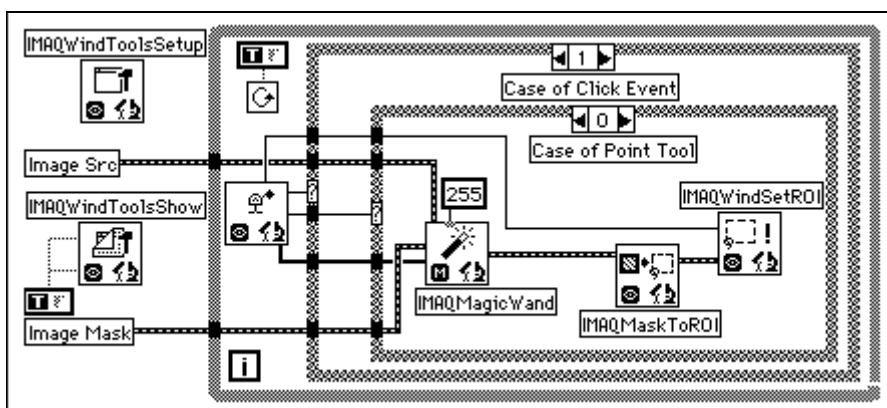 IMAQWindToolsSetup
T
1
Case of Click Event
0
Case of Point Tool
Image Src
255
IMAQWindSetROI
IMAQWindToolsShow
?
?
!
M
IMAQMagicWand
T
Image Mask
IMAQMaskToROI
i